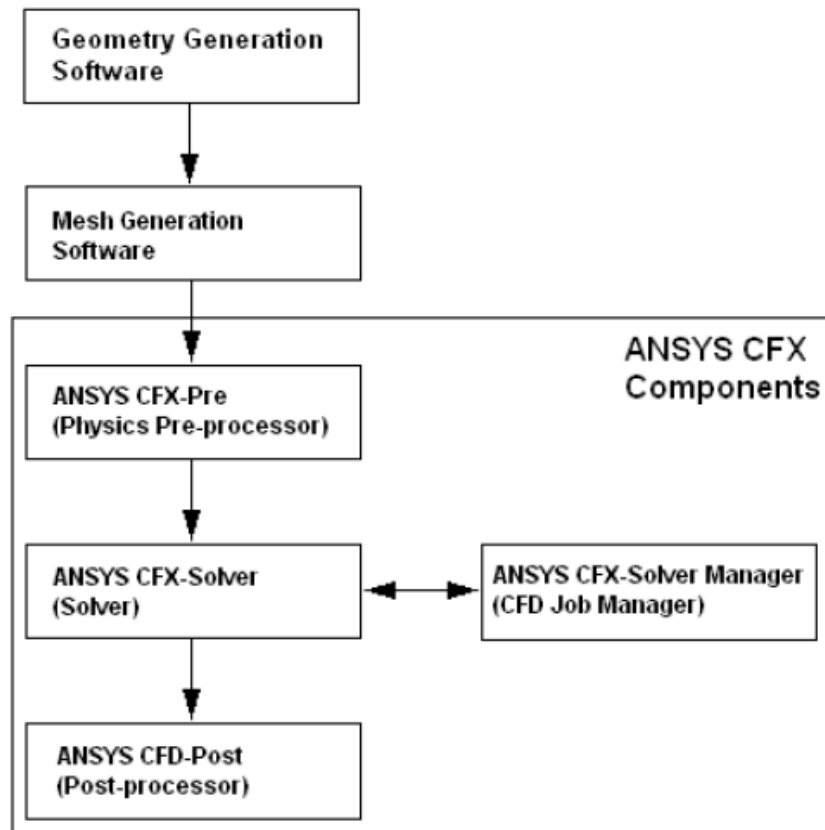 Geometry Generation
Software
Mesh Generation
Software
ANSYS CFX
Components
ANSYS CFX-Pre
(Physics Pre-processor)
ANSYS CFX-Solver
(Solver)
ANSYS CFX-Solver Manager
(CFD Job Manager)
ANSYS CFD-Post
(Post-processor)